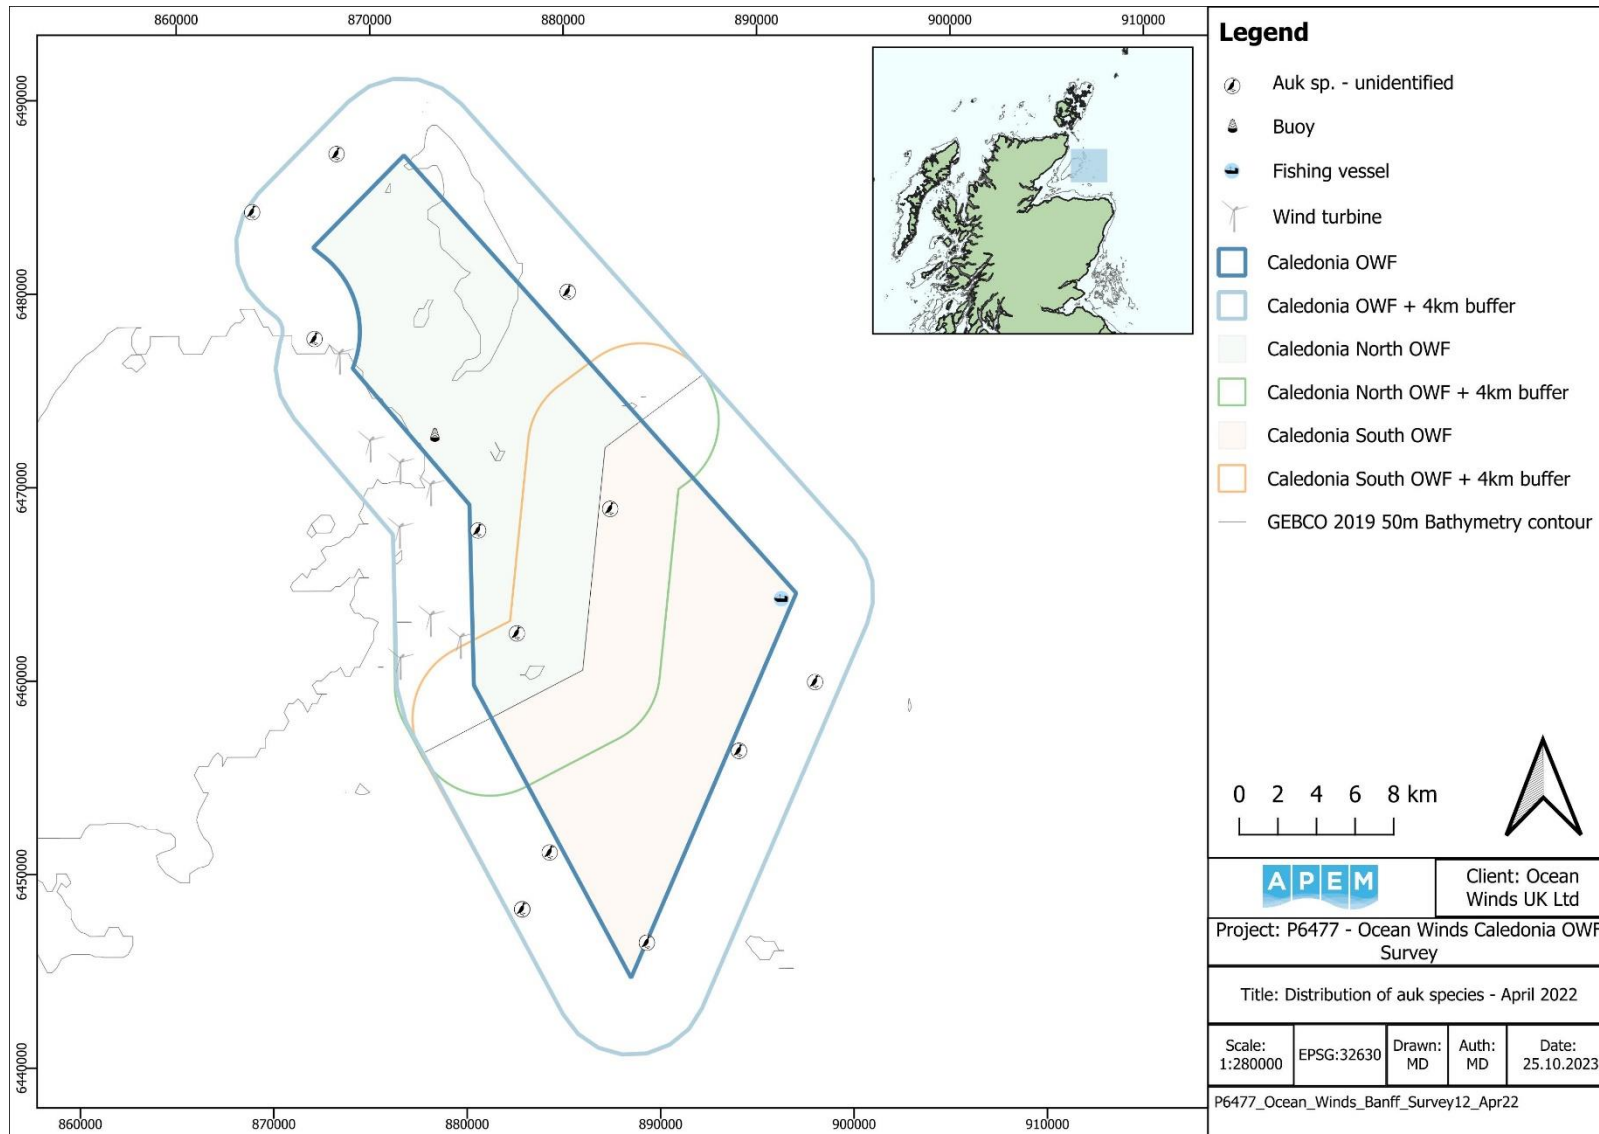 860000 870000 880000 890000 900000 910000
6490000
6480000
6470000
6460000
6450000
6440000
860000 870000 880000 890000 900000 910000
Legend
Auk sp. - unidentified
Buoy
Fishing vessel
Wind turbine
Caledonia OWF
Caledonia OWF + 4km buffer
Caledonia North OWF
Caledonia North OWF + 4km buffer
Caledonia South OWF
Caledonia South OWF + 4km buffer
GEBCO 2019 50m Bathymetry contour
0 2 4 6 8 km
APEM
Client: Ocean
Winds UK Ltd
Project: P6477 - Ocean Winds Caledonia OWF
Survey
Title: Distribution of auk species - April 2022
Scale:
1:280000
EPSG:32630
Drawn:
MD
Auth:
MD
Date:
25.10.2023
P6477_Ocean_Winds_Banff_Survey12_Apr22